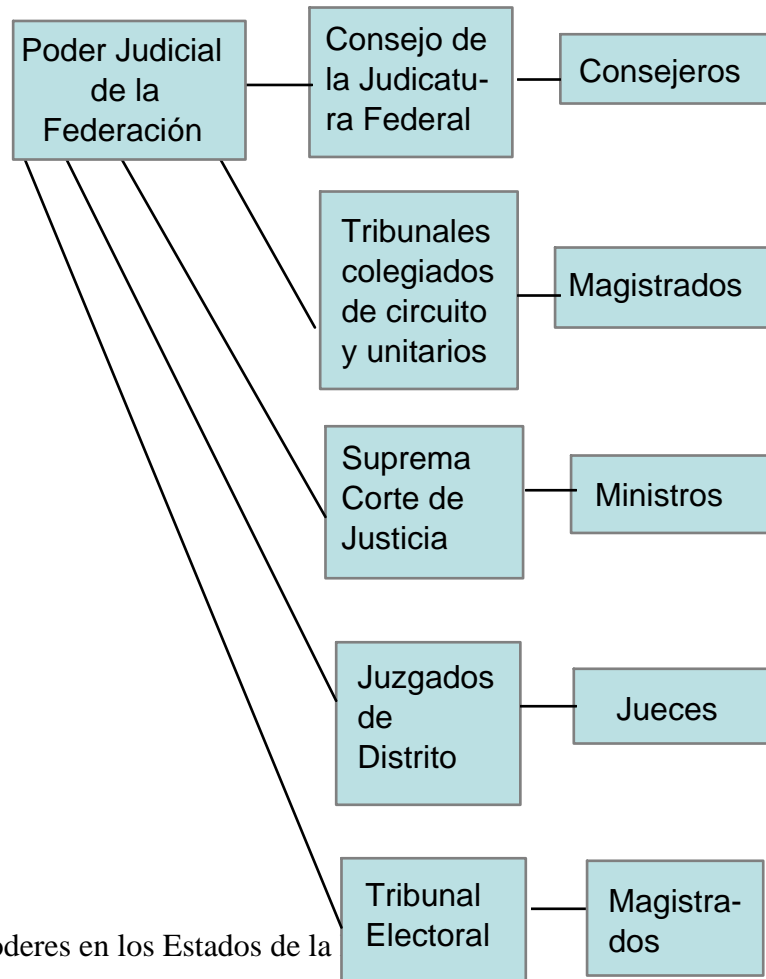 Poder Judicial
de la
Federación
Consejo de
la Judicatu-
ra Federal
Consejeros
Tribunales
colegiados
de circuito
y unitarios
Magistrados
Suprema
Corte de
Justicia
Ministros
Juzgados
de
Distrito
Jueces
Tribunal
Electoral
Magistra-
dos
en los Estados de la